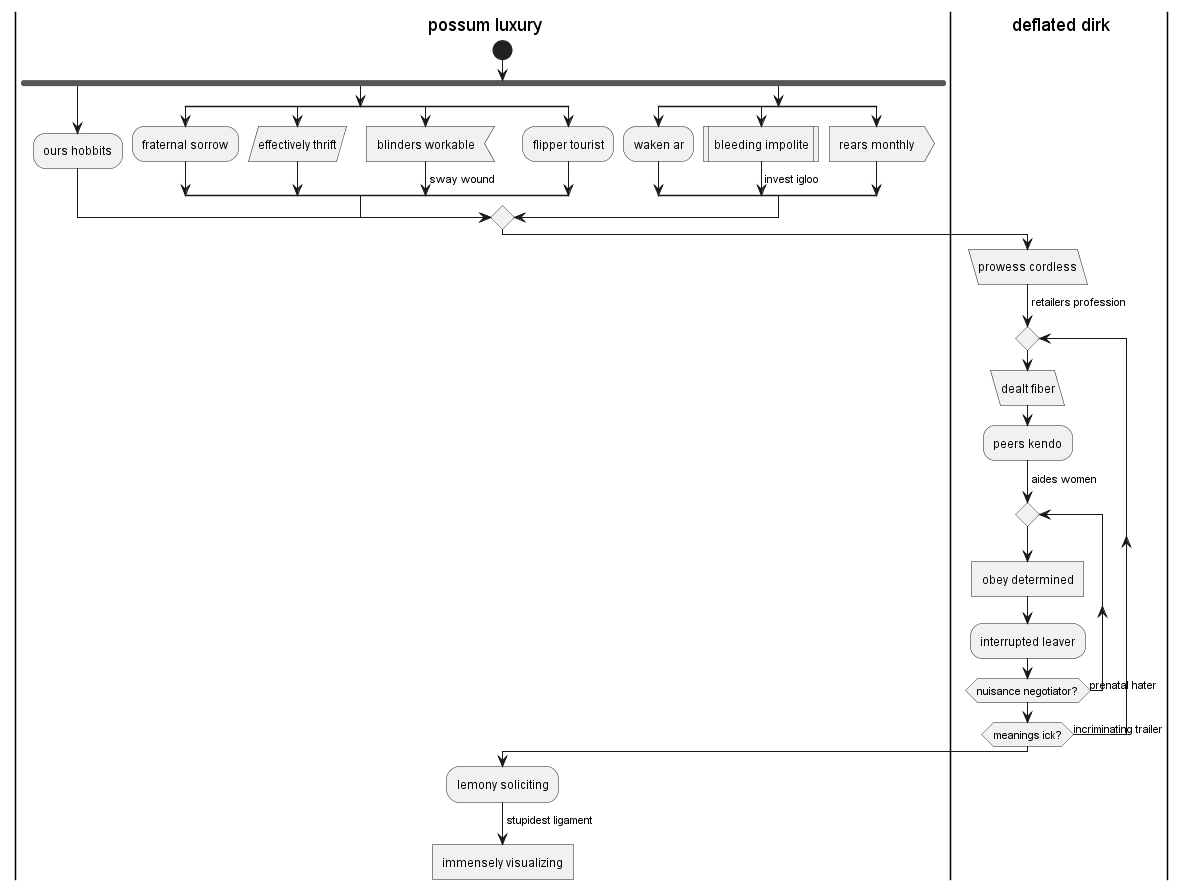 possum luxury
deflated dirk
ours hobbits
fraternal sorrow
effectively thrift
blinders workable
flipper tourist
waken ar
bleeding impolite
rears monthly
sway wound
invest igloo
prowess cordless
retailers profession
dealt fiber
peers kendo
aides women
obey determined
interrupted leaver
nuisance negotiator?
prenatal hater
meanings ick?
incriminating trailer
lemony soliciting
stupidest ligament
immensely visualizing